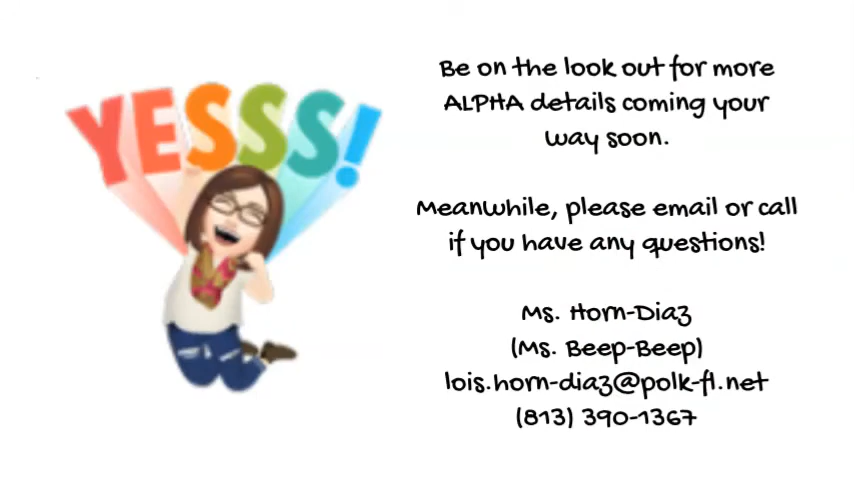 YESSS!
Be on the look out for more
ALPHA details coming your
way soon.
Meanwhile, please email or call
if you have any questions!
Ms. Horn-Diaz
(Ms. Beep-Beep)
lois.horn-diaz@polk-fl.net
(813) 390-1367